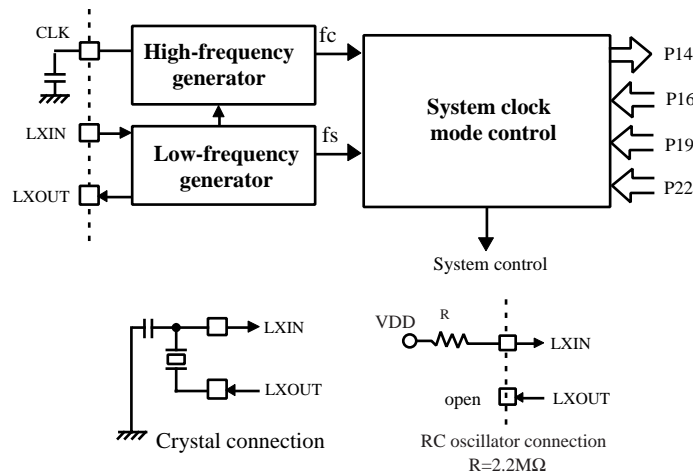 CLK
High-frequency
generator
fc
LXIN
Low-frequency
generator
fs
LXOUT
System clock
mode control
P14
P16
P19
P22
System control
LXIN
LXOUT
Crystal connection
VDD
R
LXIN
open
LXOUT
RC oscillator connection
R=2.2MΩ